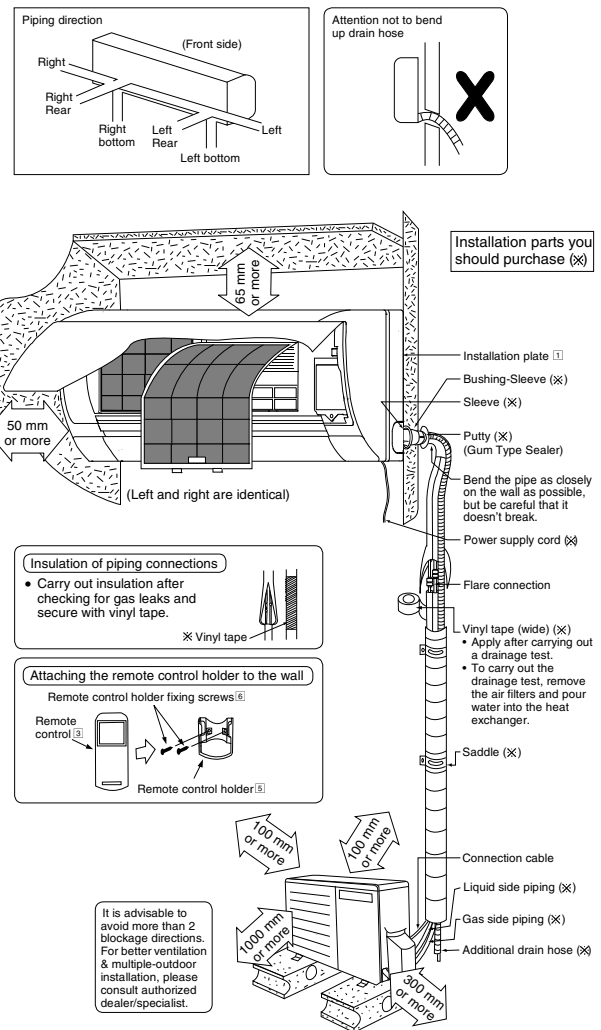 Piping direction
(Front side)
Right
Right
Rear
Right
bottom
Left
Rear
Left bottom
Left
Attention not to bend
up drain hose
Installation parts you
should purchase (※)
65 mm
or more
50 mm
or more
(Left and right are identical)
Installation plate 1
Bushing-Sleeve (※)
Sleeve (※)
Putty (※)
(Gum Type Sealer)
Bend the pipe as closely
on the wall as possible,
but be careful that it
doesn't break.
Power supply cord (※)
Flare connection
Vinyl tape (wide) (※)
• Apply after carrying out
a drainage test.
• To carry out the
drainage test, remove
the air filters and pour
water into the heat
exchanger.
Saddle (※)
Connection cable
Liquid side piping (※)
Gas side piping (※)
Additional drain hose (※)
Insulation of piping connections
• Carry out insulation after
checking for gas leaks and
secure with vinyl tape.
※ Vinyl tape
Attaching the remote control holder to the wall
Remote control holder fixing screws 6
Remote
control 3
Remote control holder 5
100 mm
or more
100 mm
or more
1000 mm
or more
300 mm
or more
It is advisable to
avoid more than 2
blockage directions.
For better ventilation
& multiple-outdoor
installation, please
consult authorized
dealer/specialist.